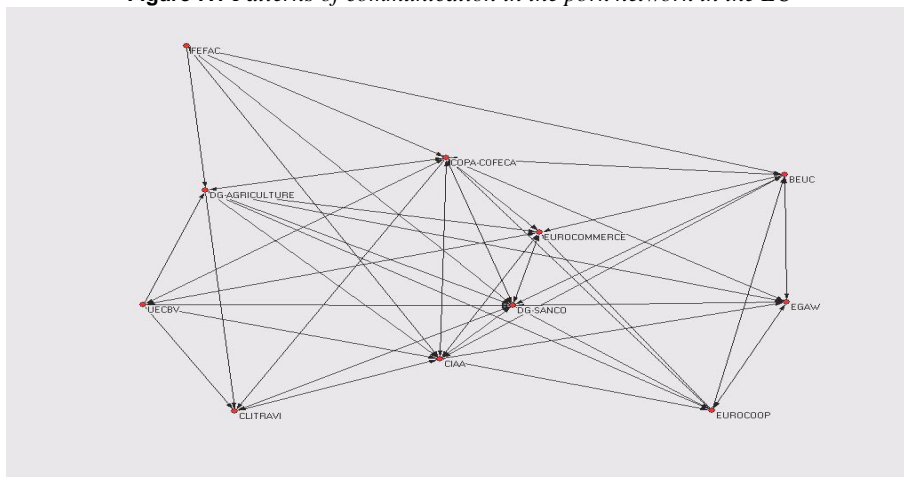 Figure Patterns of communication in the pork network in the EU
FEFAC
COPA-COFECA
BEUC
DG-AGRICULTURE
EUROCOMMERCE
UECBV
DG-SANCO
EGAW
CIAA
CLITRAVI
EUROCOOP